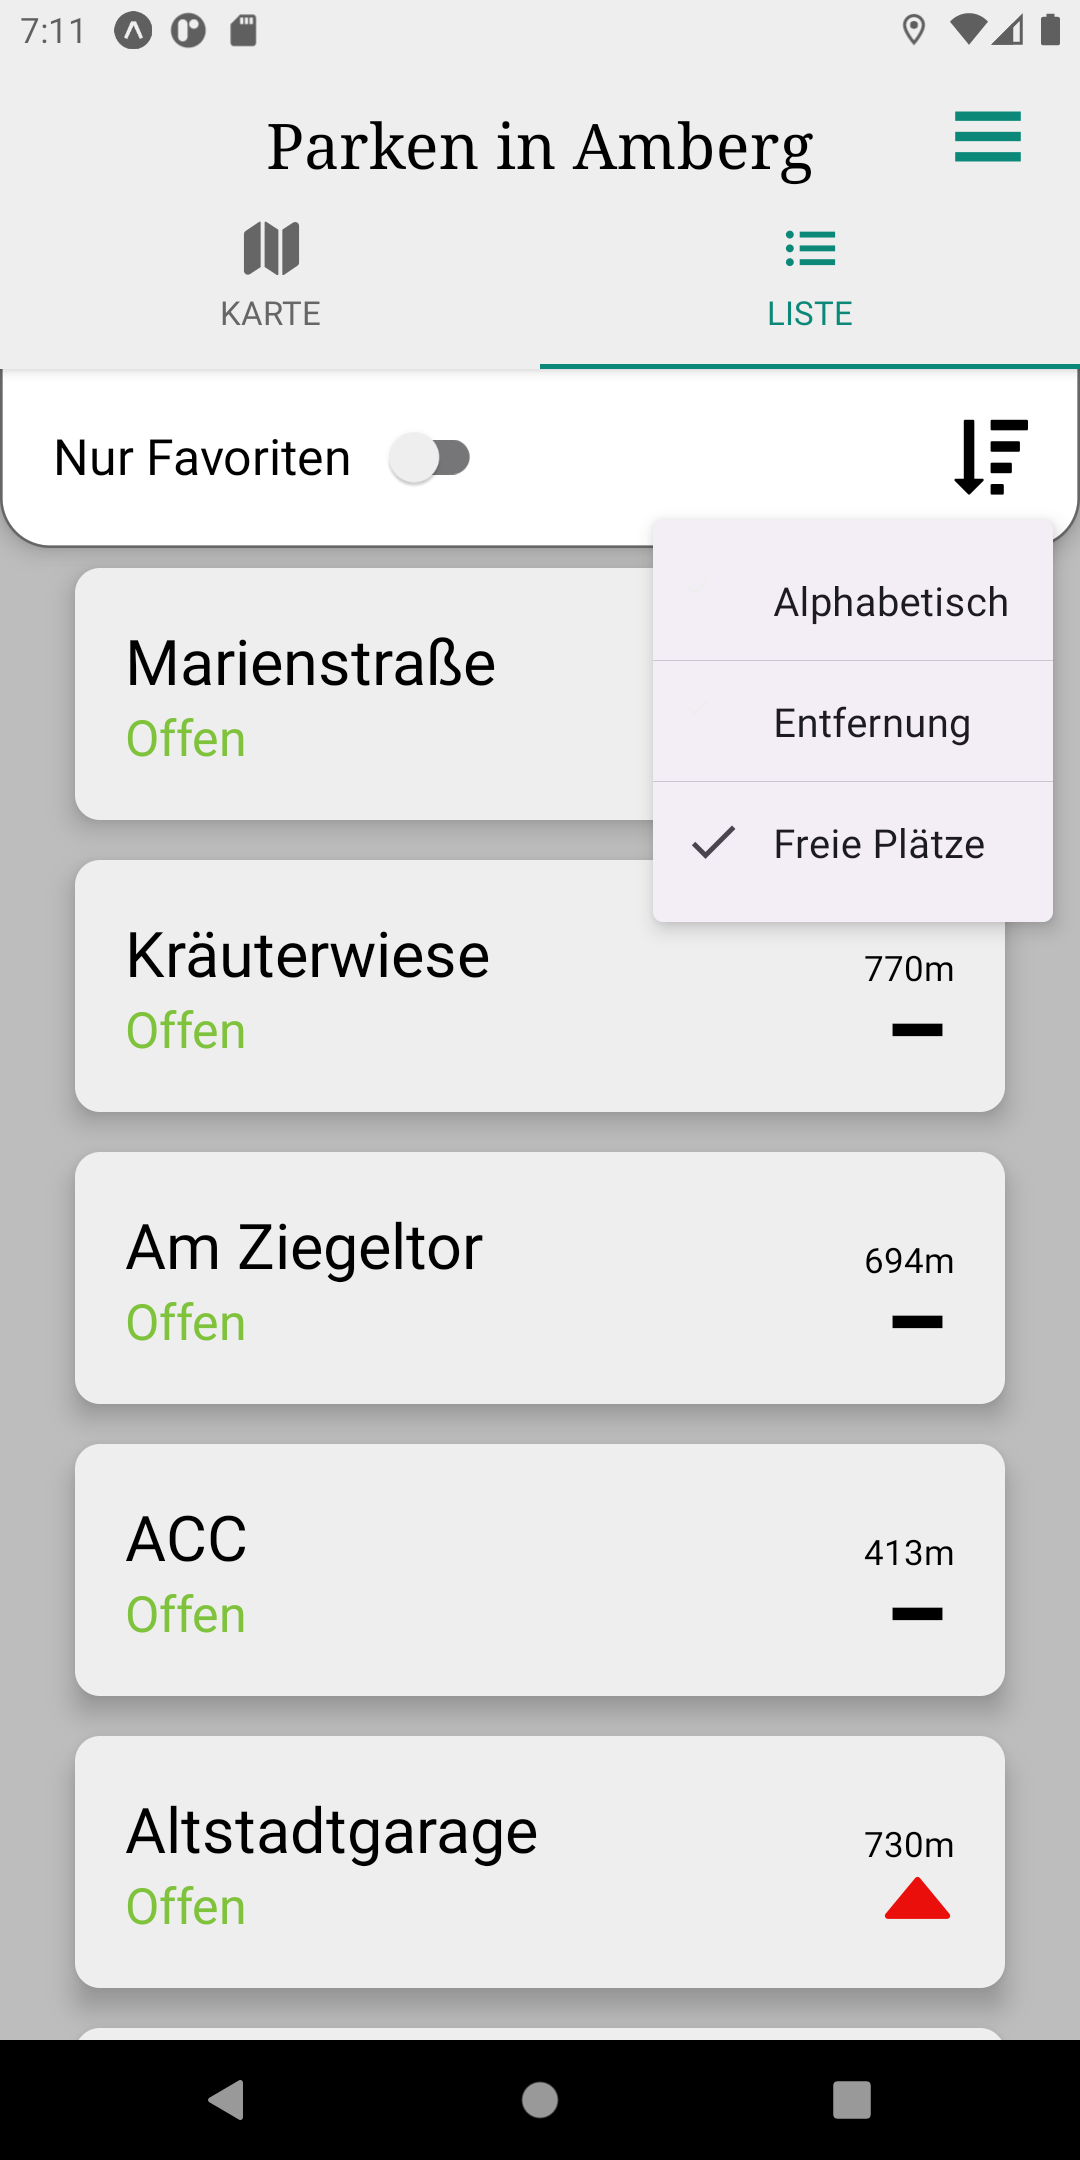 7:11
Parken in Amberg
KARTE
LISTE
Nur Favoriten
Alphabetisch
Entfernung
Freie Plätze
Marienstraße
Offen
Kräuterwiese
Offen
770m
Am Ziegeltor
Offen
694m
ACC
Offen
413m
Altstadtgarage
Offen
730m